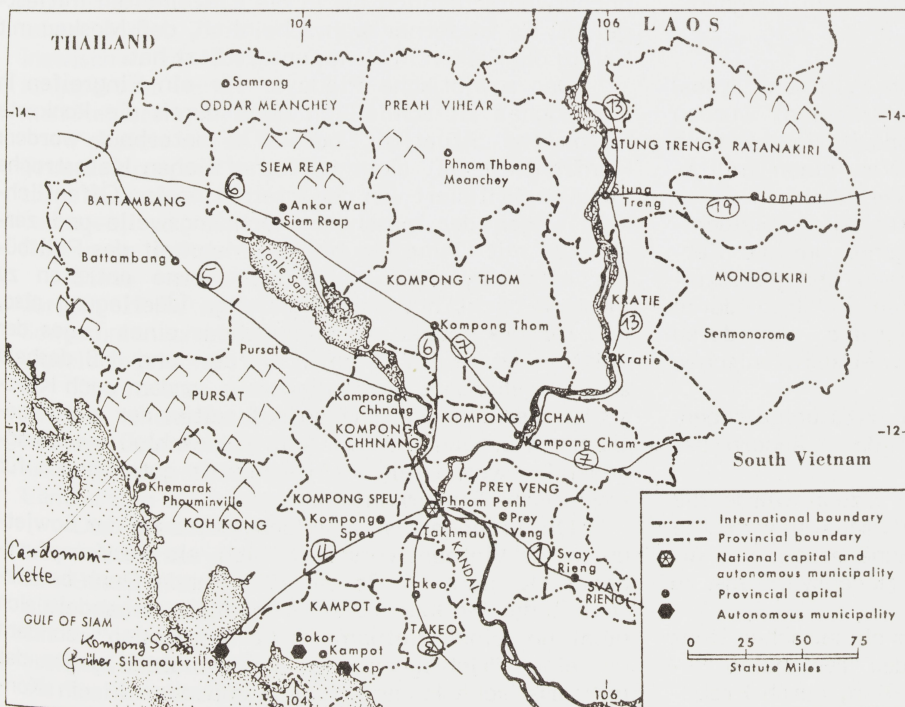 104
106
LAOS
THAILAND
Samrong
ODDAR MEANCHEY
PREAH VIHEAR
13
14
14
STUNG TRENG
RATANAKIRI
SIEM REAP
Phnom Thbeng
Meanchey
6
Stung
Treng
19
Lomphat
BATTAMBANG
Ankor Wat
Siem Reap
Battambang
5
Tonle Sap
KOMPONG THOM
MONDOLKIRI
KRATIE
13
Kompong Thom
Senmonorom
6
7
Pursat
Kratie
PURSAT
Kompong
Chhnang
KOMPONG
CHHNANG
KOMPONG CHAM
12
12
Kompong Cham
7
South Vietnam
Khemarak
Phouminville
KOH KONG
KOMPONG SPEU
Phnom Penh
PREY VENG
Kompong
Speu
Takhmau
Prey
Veng
KANDAL
Cardomom-
Kette
4
1
Svay
Rieng
SVAY
RIENG
Takeo
KAMPOT
TAKEO
2
GULF OF SIAM
Kompong Som
(früher Sihanoukville)
Bokor
Kampot
Kep
104
106
International boundary
Provincial boundary
National capital and
autonomous municipality
Provincial capital
Autonomous municipality
0 25 50 75
Statute Miles